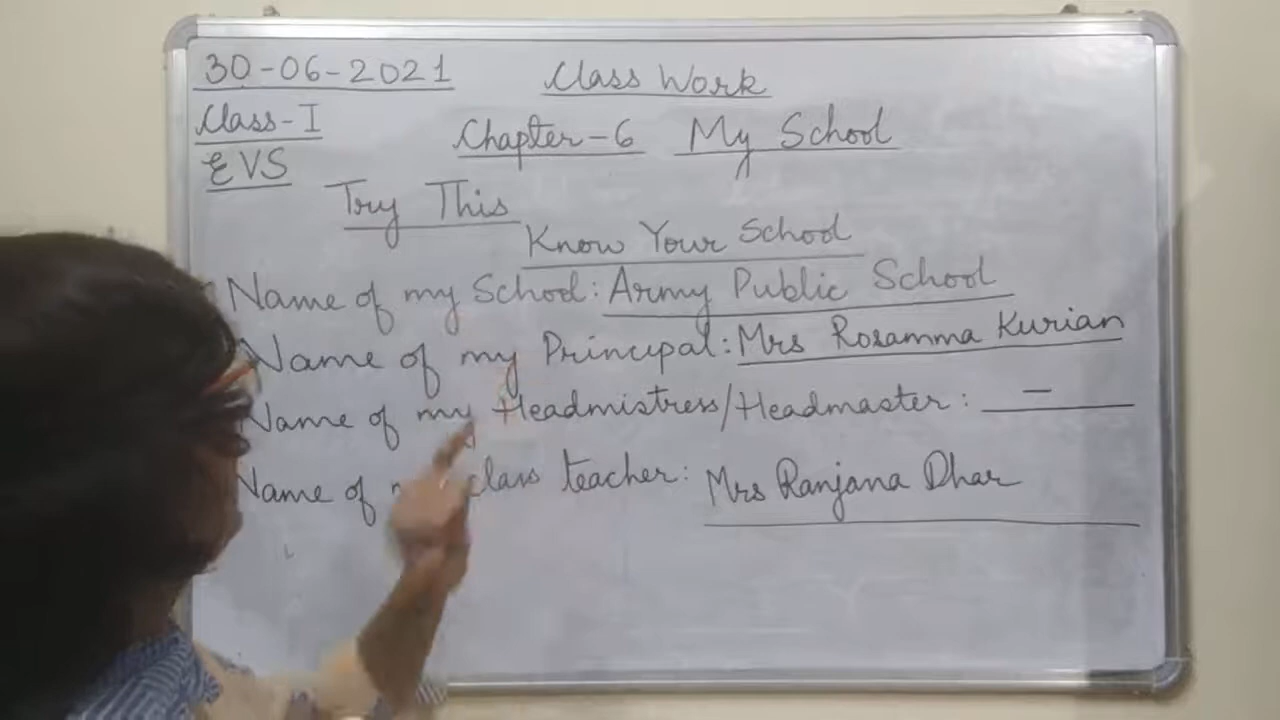 30-06-2021 Class Work
Class-I
Chapter-6 My School
EVS
Try This
Know Your School
Name of my School: Army Public School
Name of my Principal: Mrs Rosamma Kurian
Name of my Headmistress/Headmaster: –
Name of class teacher: Mrs Ranjana Dhar